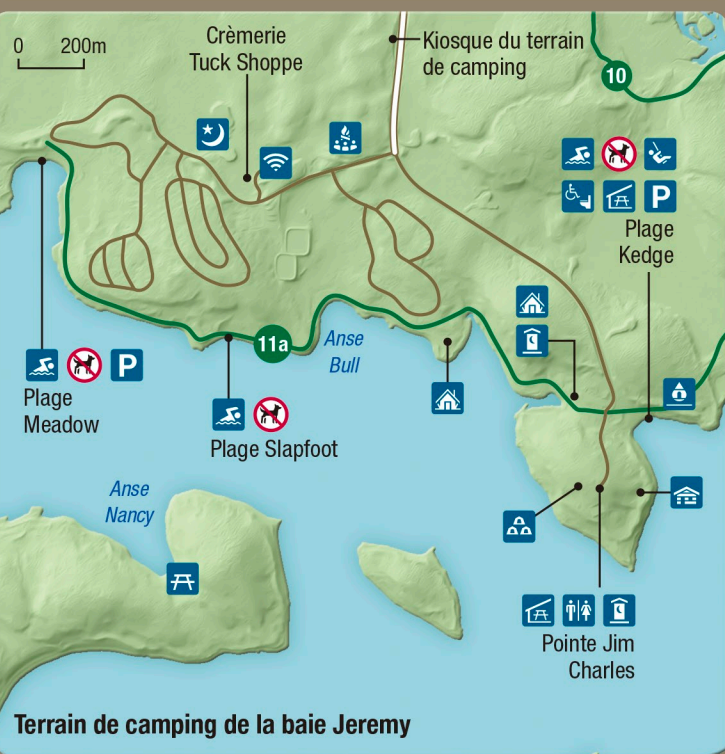 0 200m
Crèmerie
Tuck Shoppe
Kiosque du terrain
de camping
10
P
Plage
Kedge
11a
Anse
Bull
P
Plage
Meadow
Plage Slapfoot
Anse
Nancy
Pointe Jim
Charles
Terrain de camping de la baie Jeremy